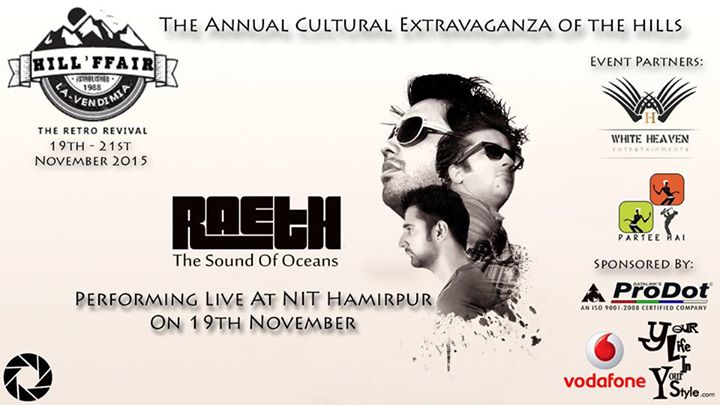 THE ANNUAL CULTURAL EXTRAVAGANZA OF THE HILLS
HILL'FFAIR
ESTABLISHED
1988
LA-VENDIMIA
THE RETRO REVIVAL
19TH - 21ST
NOVEMBER 2015
RAETH
The Sound Of Oceans
PERFORMING LIVE AT NIT HAMIRPUR
ON 19TH NOVEMBER
EVENT PARTNERS:
H
WHITE HEAVEN
ENTERTAINMENTS
PARTEE HAI
SPONSORED BY:
DATALINK'S
ProDot
AN ISO 9001:2008 CERTIFIED COMPANY
vodafone
YOUR
Life
In
Your
Style.com